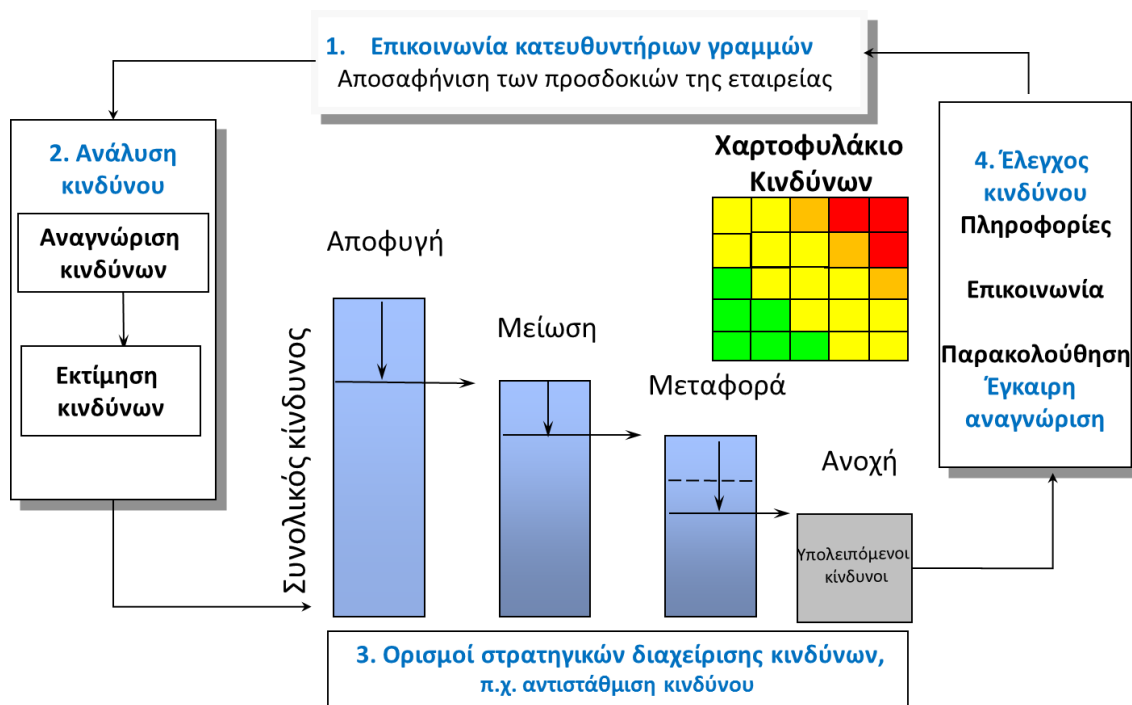 1. Επικοινωνία κατευθυντήριων γραμμών
Αποσαφήνιση των προσδοκιών της εταιρείας
2. Ανάλυση
κινδύνου
Αναγνώριση
κινδύνων
Εκτίμηση
κινδύνων
Συνολικός κίνδυνος
Αποφυγή
Μείωση
Μεταφορά
Ανοχή
Υπολειπόμενοι
κίνδυνοι
Χαρτοφυλάκιο
Κινδύνων
3. Ορισμοί στρατηγικών διαχείρισης κινδύνων,
π.χ. αντιστάθμιση κινδύνου
4. Έλεγχος
κινδύνου
Πληροφορίες
Επικοινωνία
Παρακολούθηση
Έγκαιρη
αναγνώριση